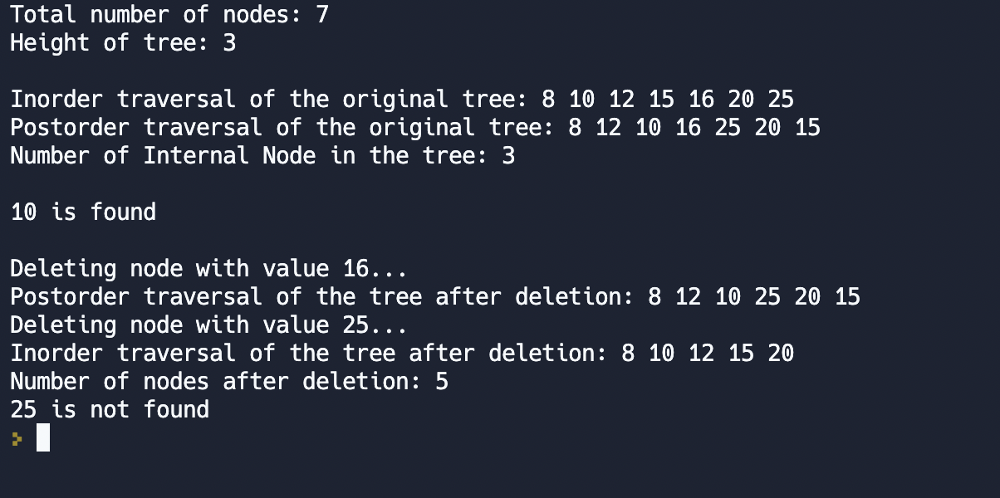 Total number of nodes: 7
Height of tree: 3
Inorder traversal of the original tree: 8 10 12 15 16 20 25
Postorder traversal of the original tree: 8 12 10 16 25 20 15
Number of Internal Node in the tree: 3
10 is found
Deleting node with value 16...
Postorder traversal of the tree after deletion: 8 12 10 25 20 15
Deleting node with value 25...
Inorder traversal of the tree after deletion: 8 10 12 15 20
Number of nodes after deletion: 5
25 is not found
>